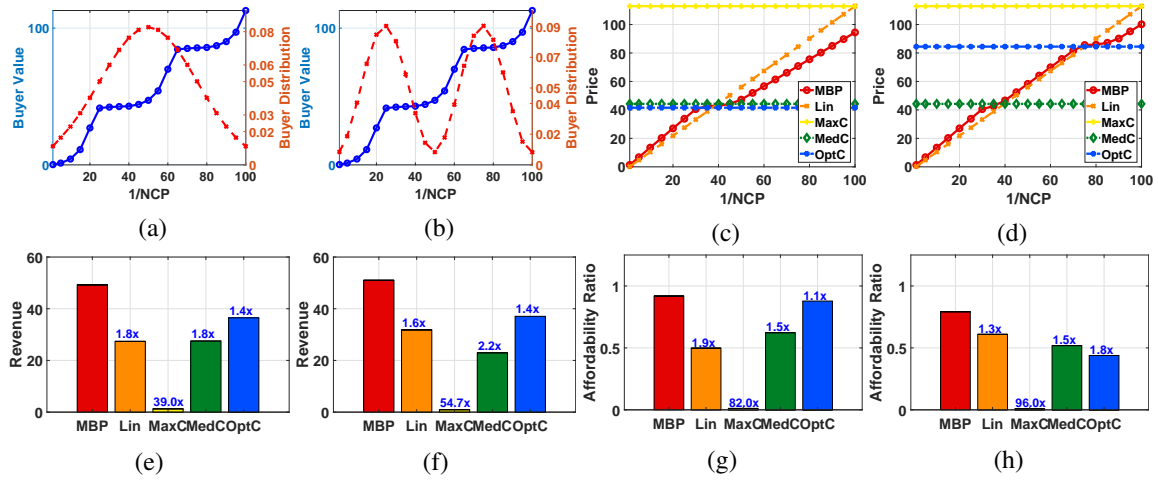 100
0
Buyer Value
20 40 60 80 100
1/NCP
0.08
0.06
0.05
0.03
0.02
0
Buyer Distribution
(a)
100
0
Buyer Value
20 40 60 80 100
1/NCP
0.09
0.06
0.05
0.04
0.02
0
Buyer Distribution
(b)
120
100
80
60
40
20
0
Price
0 20 40 60 80 100
1/NCP
MBP
Lin
MaxC
MedC
OptC
(c)
120
100
80
60
40
20
0
Price
0 20 40 60 80 100
1/NCP
MBP
Lin
MaxC
MedC
OptC
(d)
60
40
20
0
Revenue
1.8x
39.0x
1.8x
1.4x
MBP Lin MaxC MedC OptC
(e)
60
40
20
0
Revenue
1.6x
54.7x
2.2x
1.4x
MBP Lin MaxC MedC OptC
(f)
1
0.5
0
Affordability Ratio
1.9x
82.0x
1.5x
1.1x
MBP Lin MaxC MedC OptC
(g)
1
0.5
0
Affordability Ratio
1.3x
96.0x
1.5x
1.8x
MBP Lin MaxC MedC OptC
(h)